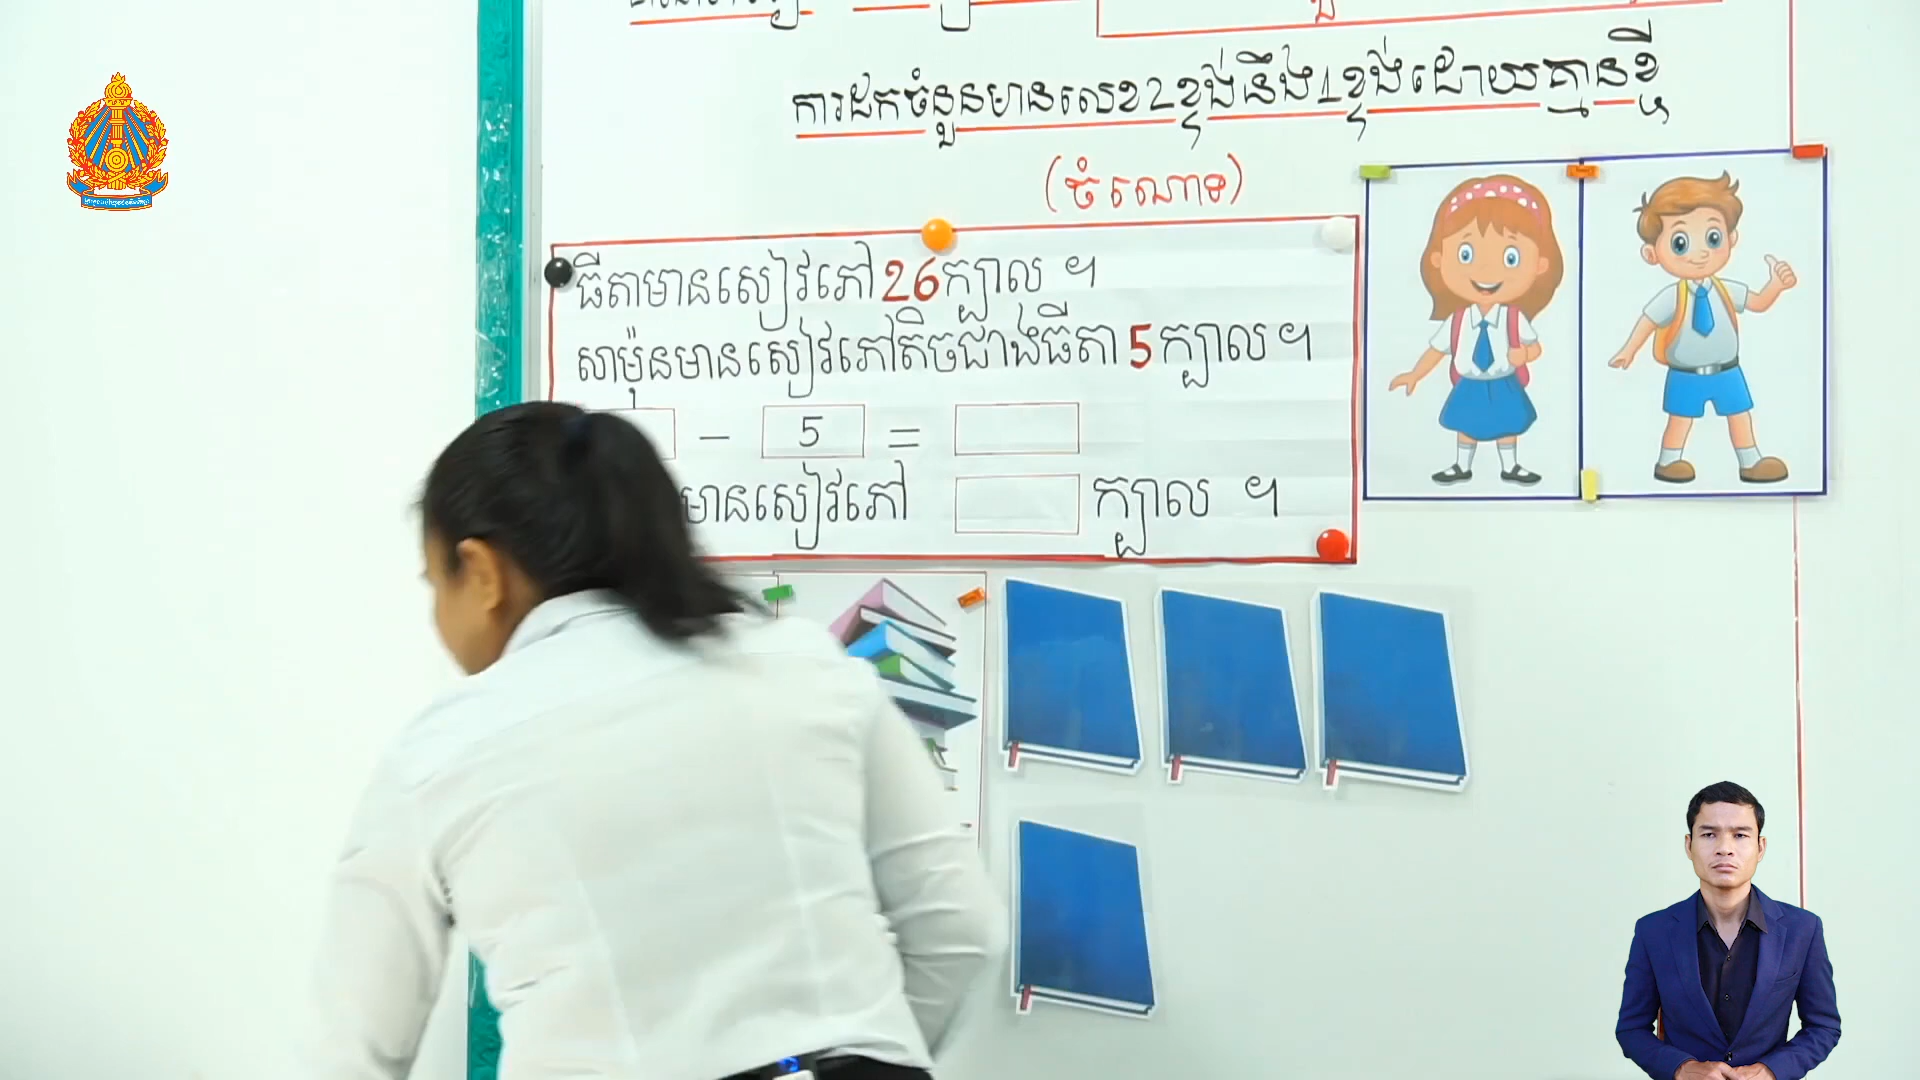 ការដកចំនួនមានលេខ2ខ្ទង់នឹង1ខ្ទង់ដោយគ្មានខ្ចី
(ចំណោទ)
ធីតាមានសៀវភៅ 26 ក្បាល ។
សាម៉ុនមានសៀវភៅតិចជាងធីតា 5 ក្បាល ។
− 5 =
មានសៀវភៅ ក្បាល ។